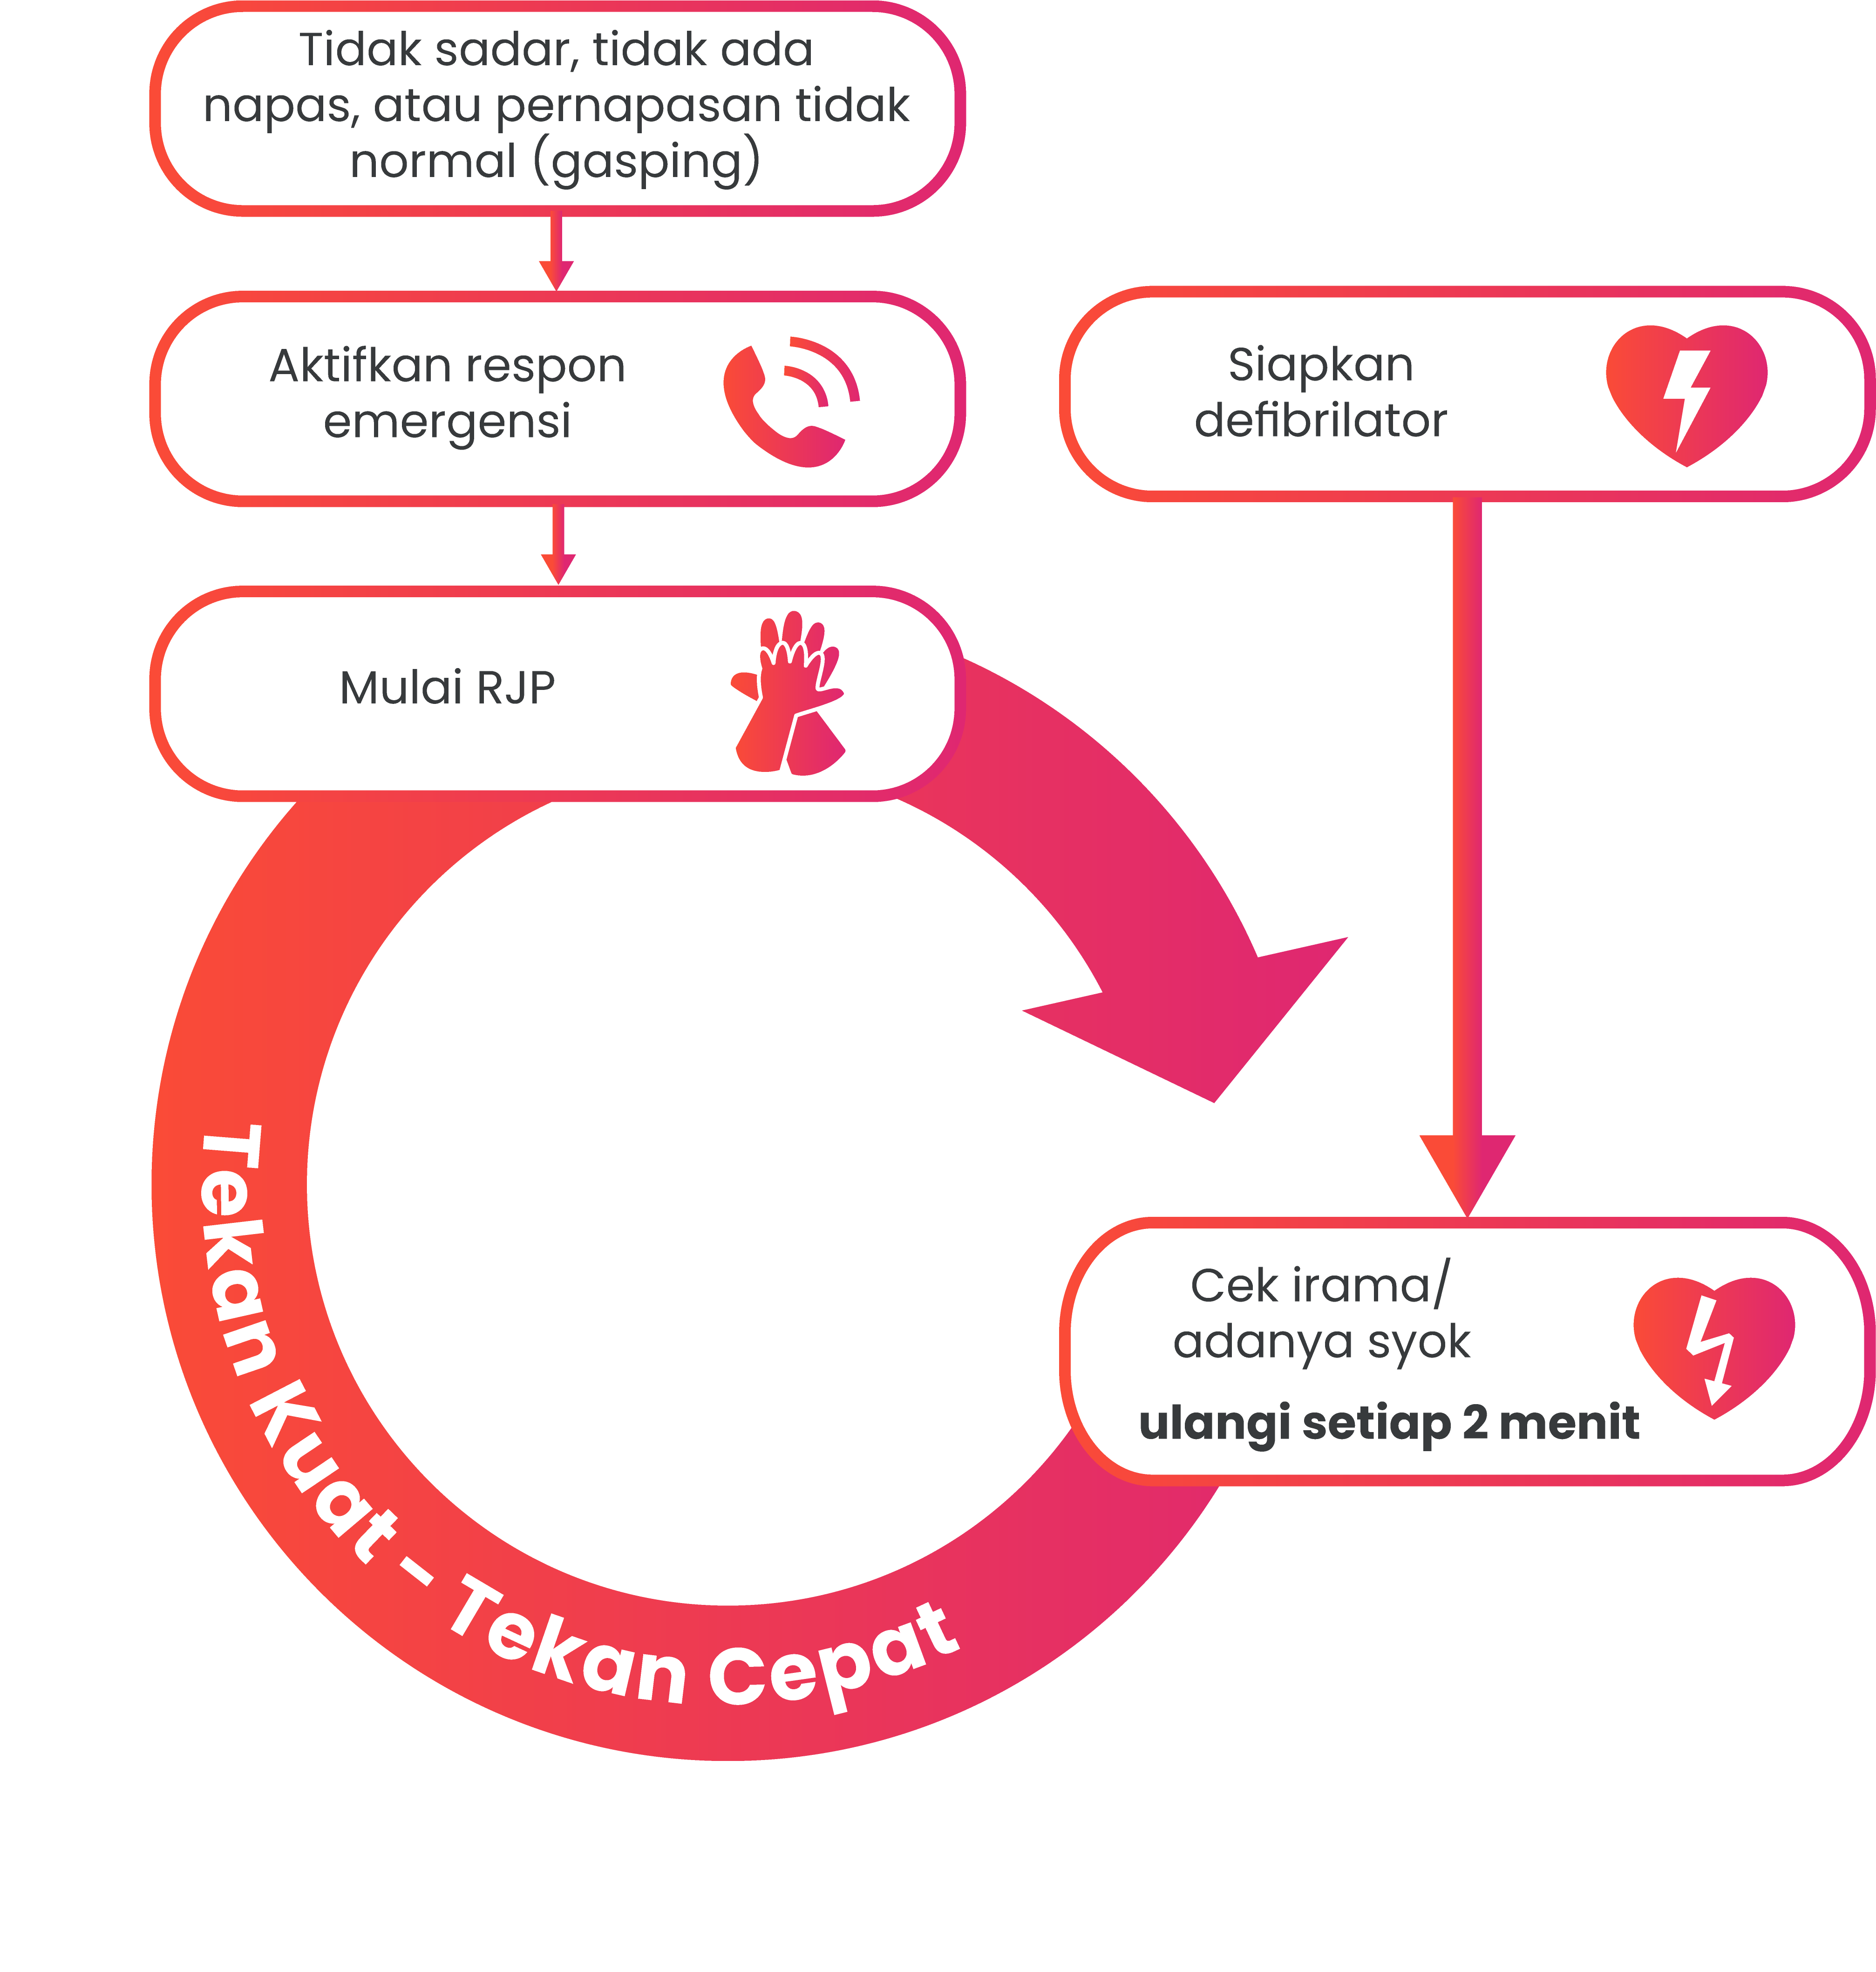 Tidak sadar, tidak ada
napas, atau pernapasan tidak
normal (gasping)
Aktifkan respon
emergensi
Siapkan
defibrilator
Mulai RJP
Cek irama/
adanya syok
ulangi setiap 2 menit
Tekan Kuat - Tekan Cepat